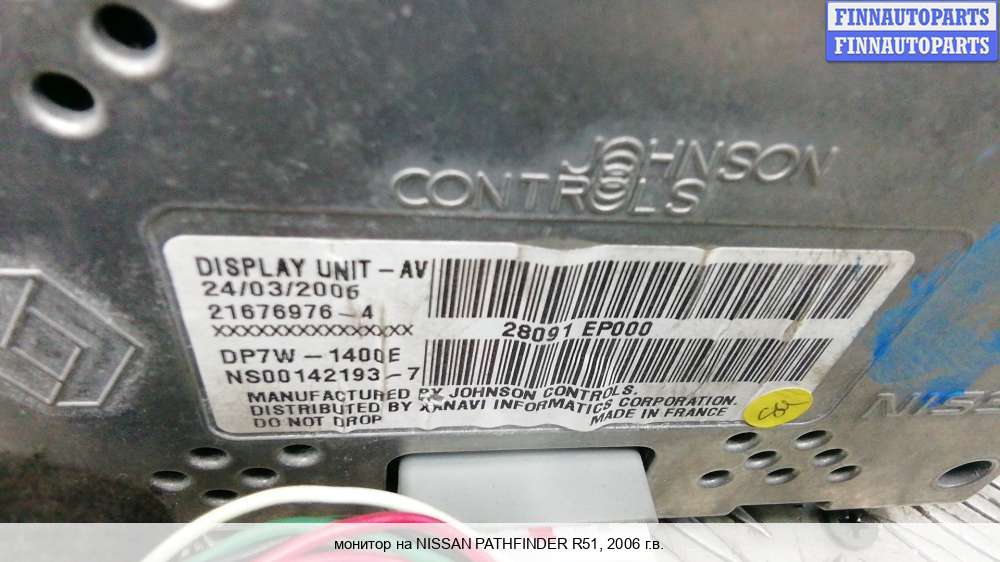 FINNAUTOPARTS
FINNAUTOPARTS
JOHNSON
CONTROLS
DISPLAY UNIT - AV
24/03/2006
21676976-4
XXXXXXXXXXXXXXX
28091 EP000
DP7W-1400E
NS00142193-7
MANUFACTURED BY JOHNSON CONTROLS.
DISTRIBUTED BY XANAVI INFORMATICS CORPORATION.
DO NOT DROP
MADE IN FRANCE
монитор на NISSAN PATHFINDER R51, 2006 г.в.